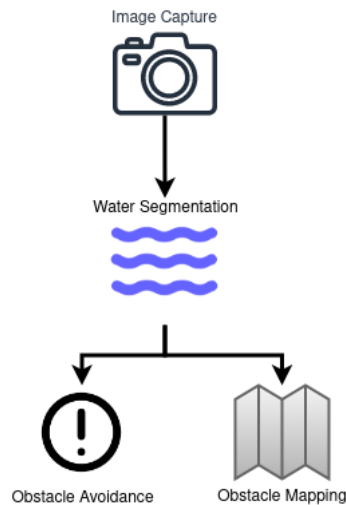 Image Capture
Water Segmentation
Obstacle Avoidance
Obstacle Mapping